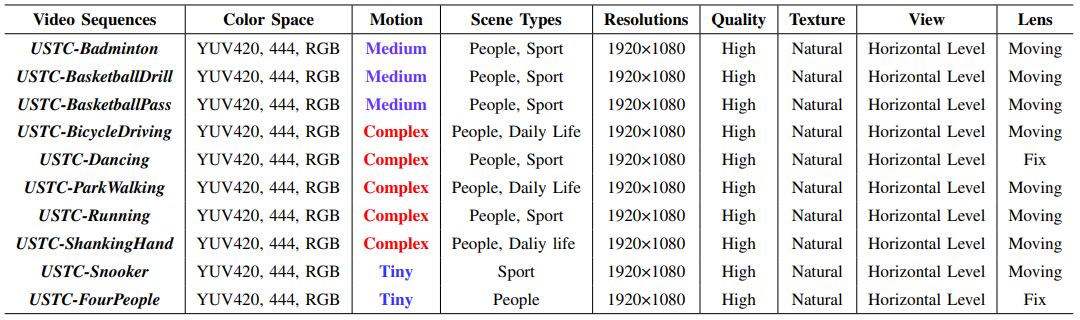 Video Sequences Color Space Motion Scene Types Resolutions Quality Texture View Lens
USTC-Badminton YUV420, 444, RGB Medium People, Sport 1920×1080 High Natural Horizontal Level Moving
USTC-BasketballDrill YUV420, 444, RGB Medium People, Sport 1920×1080 High Natural Horizontal Level Moving
USTC-BasketballPass YUV420, 444, RGB Medium People, Sport 1920×1080 High Natural Horizontal Level Moving
USTC-BicycleDriving YUV420, 444, RGB Complex People, Daily Life 1920×1080 High Natural Horizontal Level Moving
USTC-Dancing YUV420, 444, RGB Complex People, Sport 1920×1080 High Natural Horizontal Level Fix
USTC-ParkWalking YUV420, 444, RGB Complex People, Daily Life 1920×1080 High Natural Horizontal Level Moving
USTC-Running YUV420, 444, RGB Complex People, Sport 1920×1080 High Natural Horizontal Level Moving
USTC-ShankingHand YUV420, 444, RGB Complex People, Daliy life 1920×1080 High Natural Horizontal Level Moving
USTC-Snooker YUV420, 444, RGB Tiny Sport 1920×1080 High Natural Horizontal Level Moving
USTC-FourPeople YUV420, 444, RGB Tiny People 1920×1080 High Natural Horizontal Level Fix